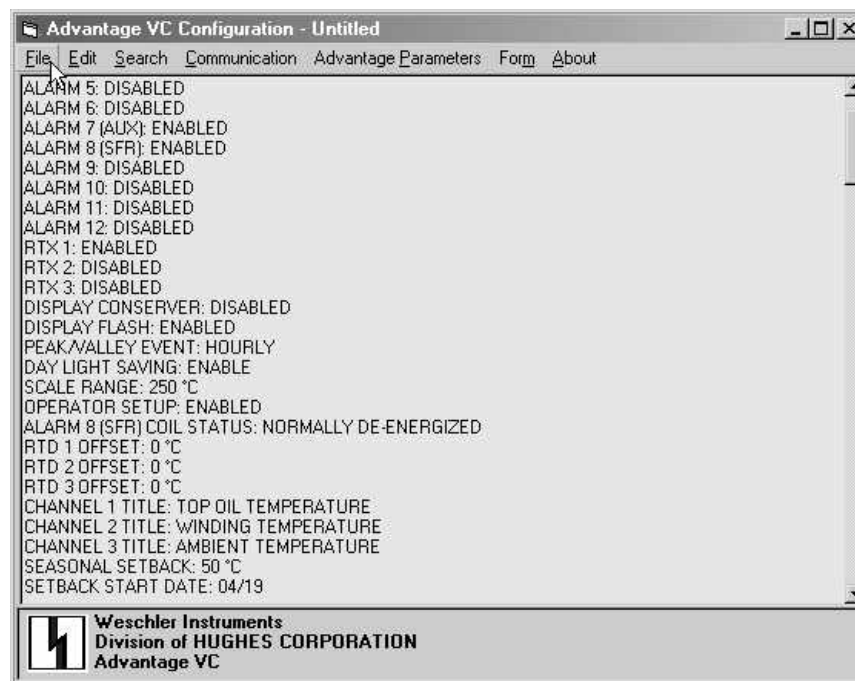 Advantage VC Configuration - Untitled
File Edit Search Communication Advantage Parameters Form About
ALARM 5: DISABLED
ALARM 6: DISABLED
ALARM 7 (AUX): ENABLED
ALARM 8 (SFR): ENABLED
ALARM 9: DISABLED
ALARM 10: DISABLED
ALARM 11: DISABLED
ALARM 12: DISABLED
RTX 1: ENABLED
RTX 2: DISABLED
RTX 3: DISABLED
DISPLAY CONSERVER: DISABLED
DISPLAY FLASH: ENABLED
PEAK/VALLEY EVENT: HOURLY
DAY LIGHT SAVING: ENABLE
SCALE RANGE: 250 °C
OPERATOR SETUP: ENABLED
ALARM 8 (SFR) COIL STATUS: NORMALLY DE-ENERGIZED
RTD 1 OFFSET: 0 °C
RTD 2 OFFSET: 0 °C
RTD 3 OFFSET: 0 °C
CHANNEL 1 TITLE: TOP OIL TEMPERATURE
CHANNEL 2 TITLE: WINDING TEMPERATURE
CHANNEL 3 TITLE: AMBIENT TEMPERATURE
SEASONAL SETBACK: 50 °C
SETBACK START DATE: 04/19
Weschler Instruments
Division of HUGHES CORPORATION
Advantage VC